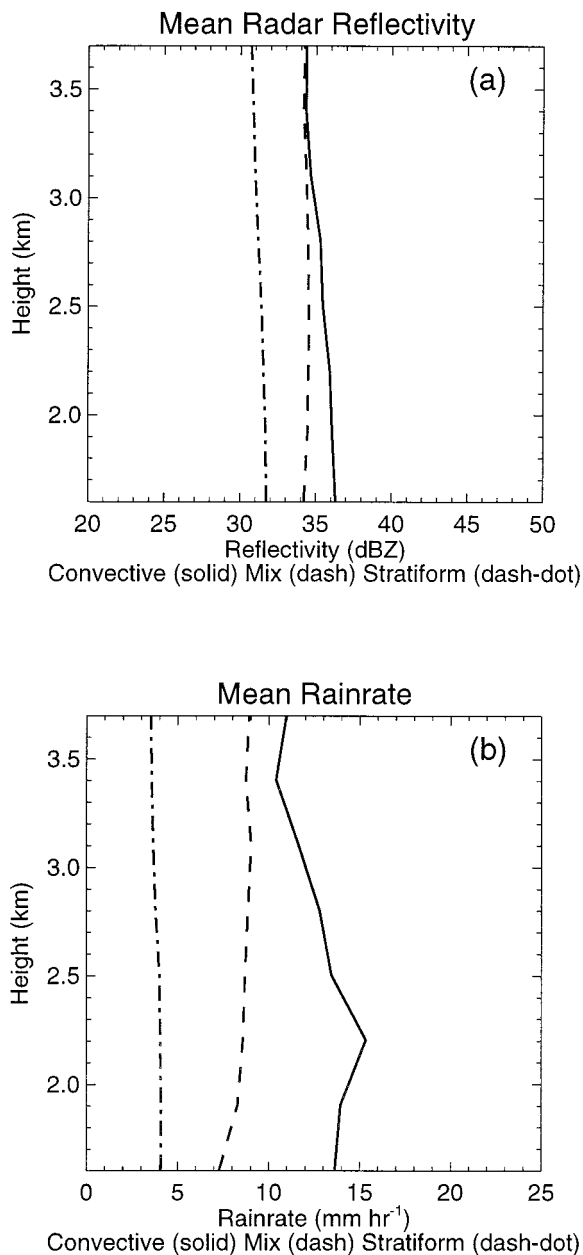 Mean Radar Reflectivity
(a)
3.5
3.0
2.5
2.0
Height (km)
20 25 30 35 40 45 50
Reflectivity (dBZ)
Convective (solid) Mix (dash) Stratiform (dash-dot)
Mean Rainrate
(b)
3.5
3.0
2.5
2.0
Height (km)
0 5 10 15 20 25
Rainrate (mm hr⁻¹)
Convective (solid) Mix (dash) Stratiform (dash-dot)